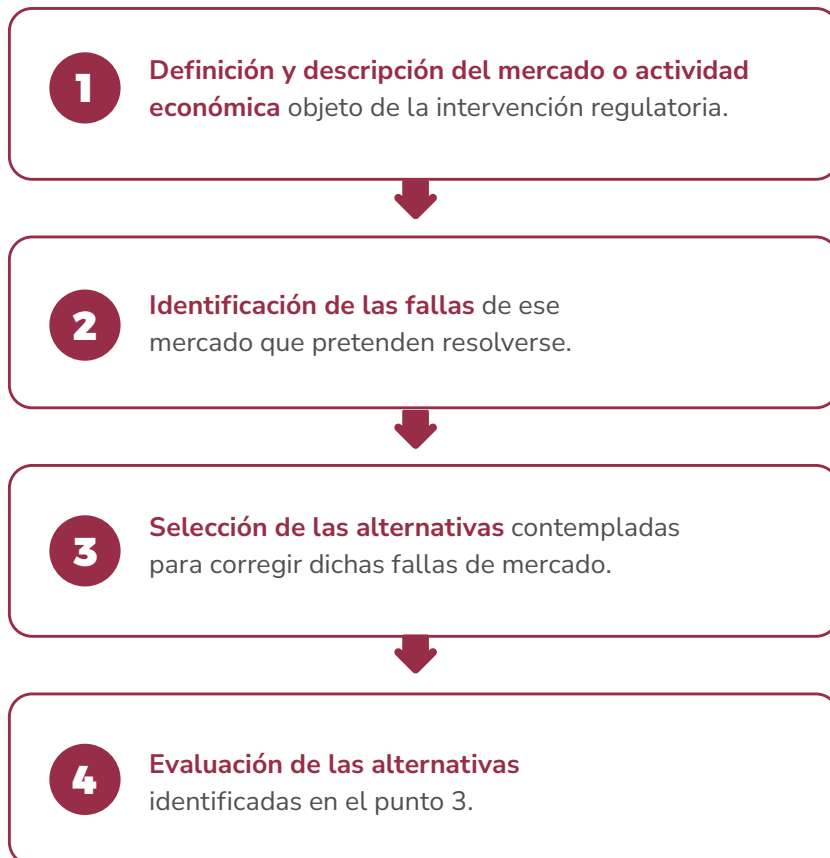 1
Definición y descripción del mercado o actividad
económica objeto de la intervención regulatoria.
2
Identificación de las fallas de ese
mercado que pretenden resolverse.
3
Selección de las alternativas contempladas
para corregir dichas fallas de mercado.
4
Evaluación de las alternativas
identificadas en el punto 3.